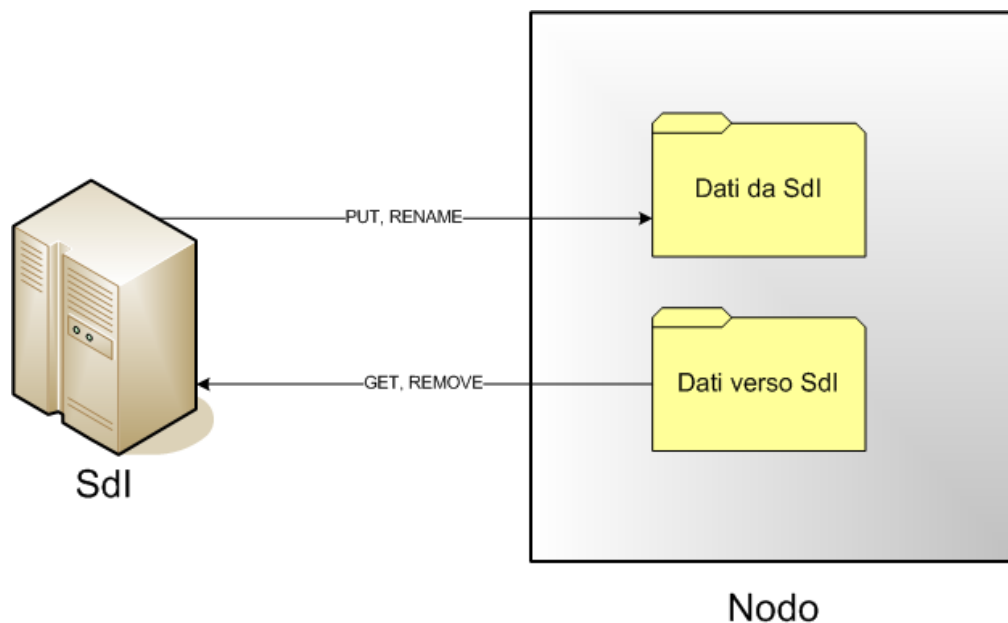 Dati da SdI
PUT, RENAME
Dati verso SdI
GET, REMOVE
SdI
Nodo